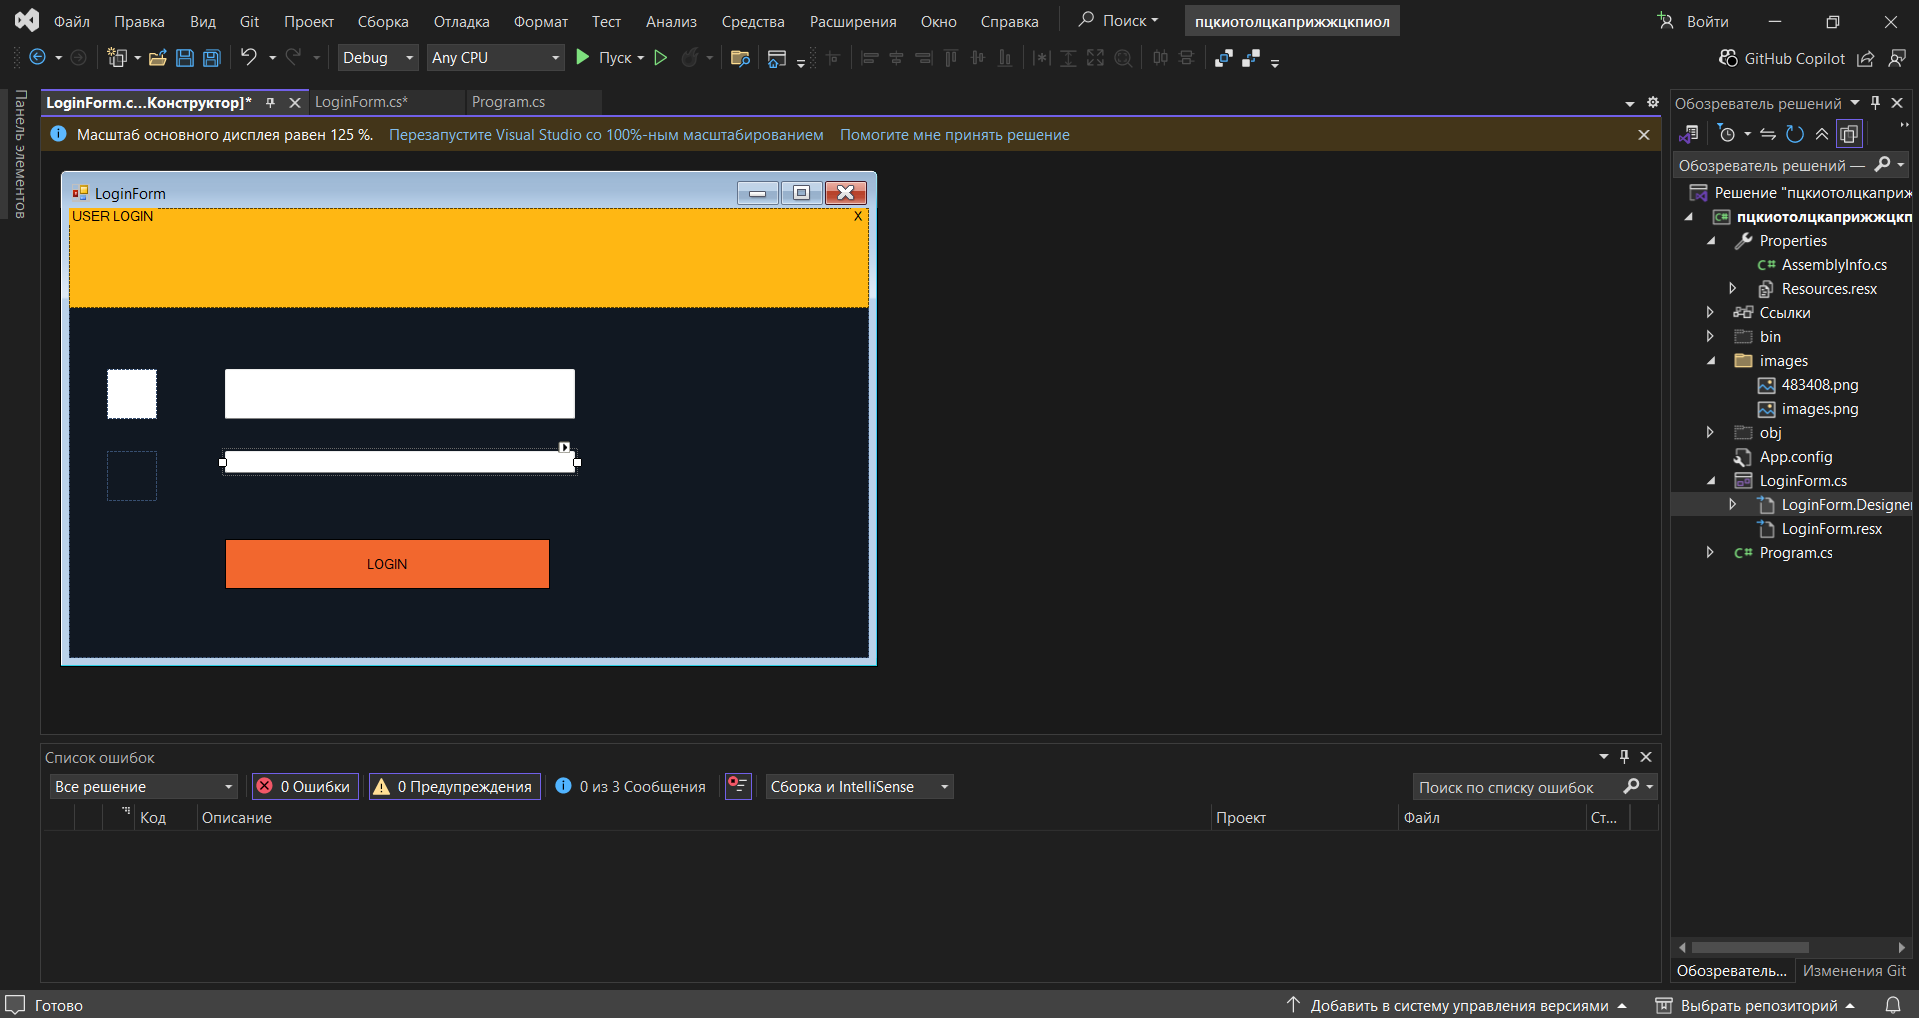 Файл Правка Вид Git Проект Сборка Отладка Формат Тест Анализ Средства Расширения Окно Справка Поиск пцкиотолцкаприжжцкпиол Войти
Debug Any CPU Пуск GitHub Copilot
Панель элементов
LoginForm.c...Конструктор]* LoginForm.cs* Program.cs
Масштаб основного дисплея равен 125 %. Перезапустите Visual Studio со 100%-ным масштабированием Помогите мне принять решение
LoginForm
USER LOGIN X
LOGIN
Обозреватель решений
Обозреватель решений —
Решение "пцкиотолцкаприж
пцкиотолцкаприжжцкп
Properties
AssemblyInfo.cs
Resources.resx
Ссылки
bin
images
483408.png
images.png
obj
App.config
LoginForm.cs
LoginForm.Designer
LoginForm.resx
Program.cs
Обозреватель... Изменения Git
Список ошибок
Все решение 0 Ошибки 0 Предупреждения 0 из 3 Сообщения Сборка и IntelliSense Поиск по списку ошибок
Код Описание Проект Файл Ст...
Готово Добавить в систему управления версиями Выбрать репозиторий